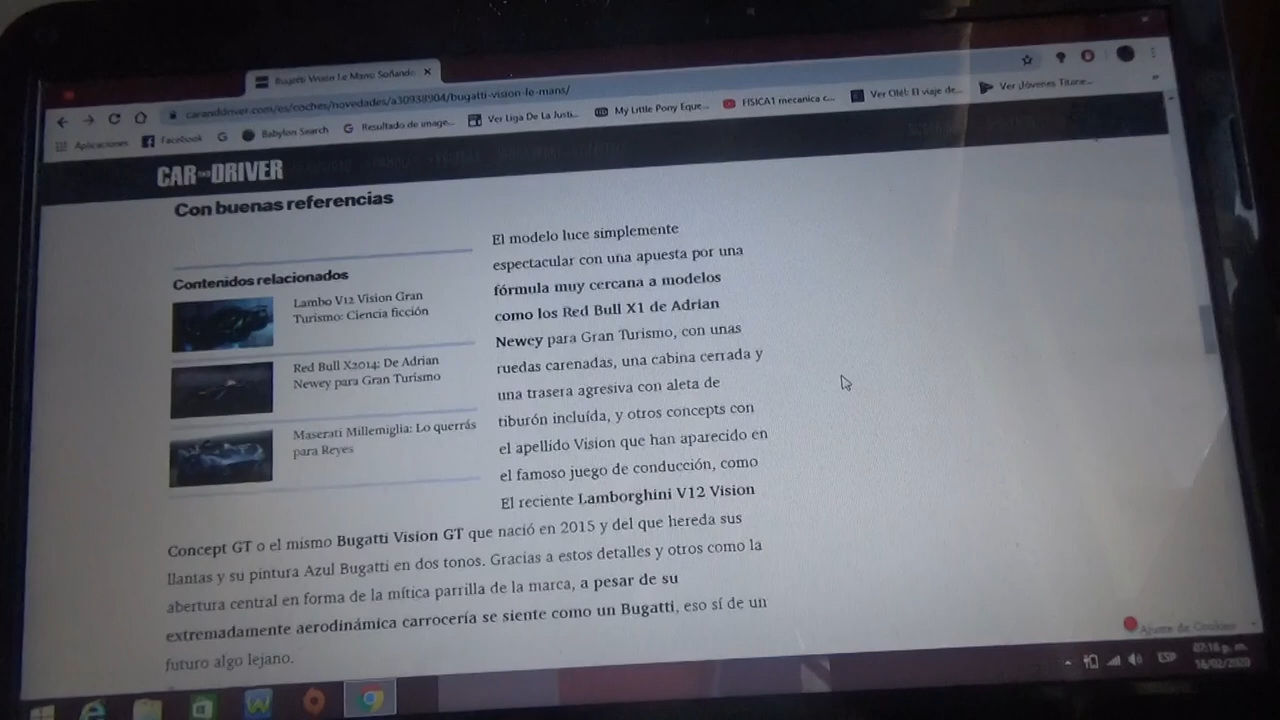 Bugatti Vision Le Mans: Soñando
caranddriver.com/es/coches/novedades/a30938904/bugatti-vision-le-mans/
Aplicaciones
Facebook
Babylon Search
Resultado de image...
Ver Liga De La Justi...
My Little Pony Eque...
FISICA1 mecanica c...
Ver Olé!: El viaje de...
Ver Jóvenes Titane...
CAR AND DRIVER
Con buenas referencias
Contenidos relacionados
Lambo V12 Vision Gran
Turismo: Ciencia ficción
Red Bull X2014: De Adrian
Newey para Gran Turismo
Maserati Millemiglia: Lo querrás
para Reyes
El modelo luce simplemente
espectacular con una apuesta por una
fórmula muy cercana a modelos
como los Red Bull X1 de Adrian
Newey para Gran Turismo, con unas
ruedas carenadas, una cabina cerrada y
una trasera agresiva con aleta de
tiburón incluída, y otros concepts con
el apellido Vision que han aparecido en
el famoso juego de conducción, como
El reciente Lamborghini V12 Vision
Concept GT o el mismo Bugatti Vision GT que nació en 2015 y del que hereda sus
llantas y su pintura Azul Bugatti en dos tonos. Gracias a estos detalles y otros como la
abertura central en forma de la mítica parrilla de la marca, a pesar de su
extremadamente aerodinámica carrocería se siente como un Bugatti, eso sí de un
futuro algo lejano.
Ajuste de Cookies
ESP
07:16 p. m.
16/02/2020